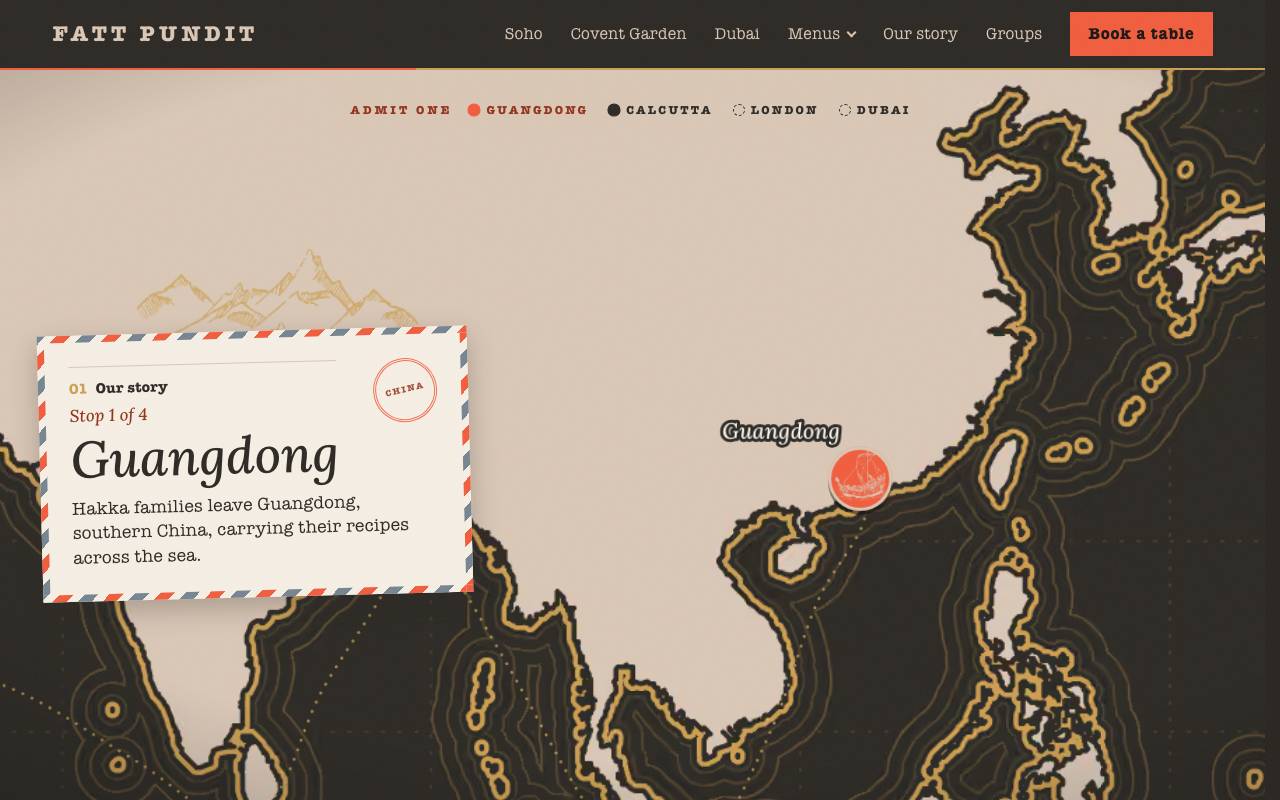 FATT PUNDIT
Soho Covent Garden Dubai Menus Our story Groups Book a table
ADMIT ONE GUANGDONG CALCUTTA LONDON DUBAI
01 Our story
CHINA
Stop 1 of 4
Guangdong
Hakka families leave Guangdong,
southern China, carrying their recipes
across the sea.
Guangdong